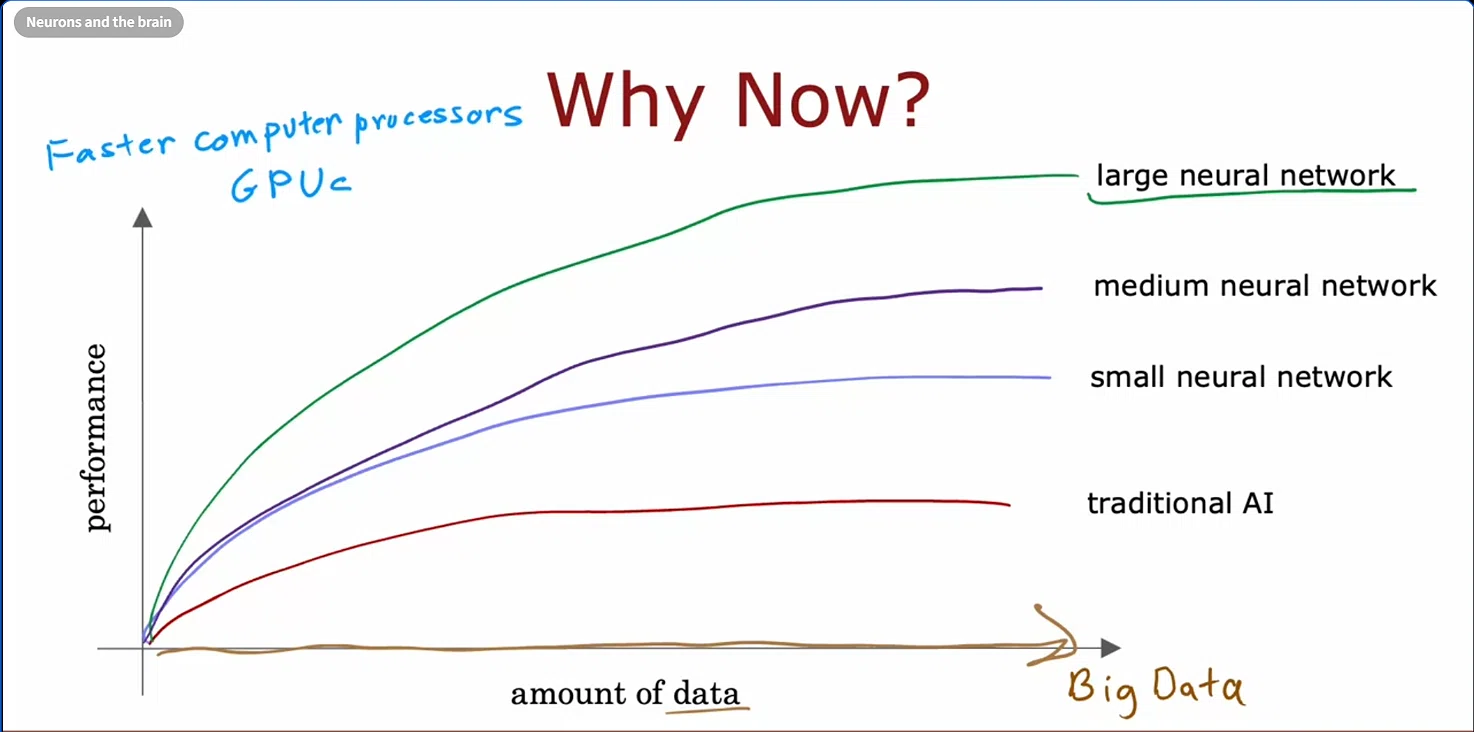 Neurons and the brain
Why Now?
Faster computer processors
GPUs
large neural network
medium neural network
small neural network
traditional AI
performance
amount of data
Big Data